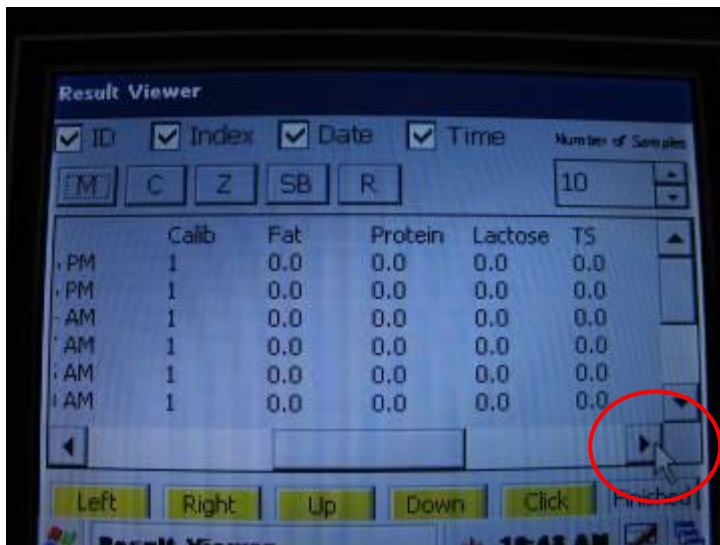 Result Viewer
ID Index Date Time Number of Samples
M C Z SB R 10
Calib Fat Protein Lactose TS
PM 1 0.0 0.0 0.0 0.0
PM 1 0.0 0.0 0.0 0.0
AM 1 0.0 0.0 0.0 0.0
AM 1 0.0 0.0 0.0 0.0
AM 1 0.0 0.0 0.0 0.0
AM 1 0.0 0.0 0.0 0.0
Left Right Up Down Click Finished
Result Viewer AM